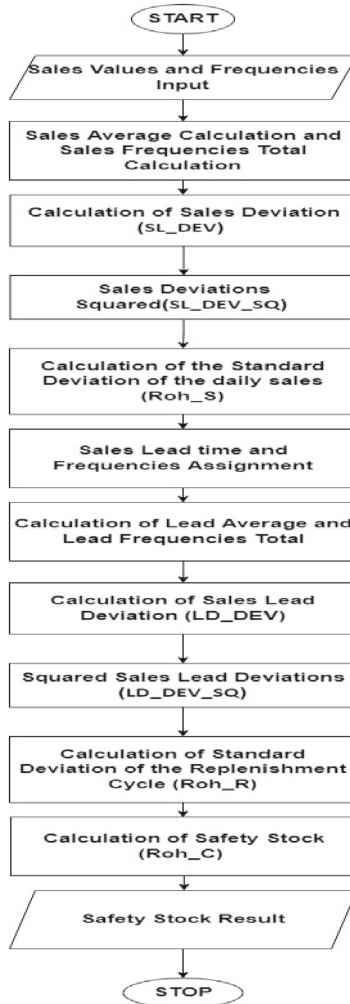 START
Sales Values and Frequencies
Input
Sales Average Calculation and
Sales Frequencies Total
Calculation
Calculation of Sales Deviation
(SL_DEV)
Sales Deviations
Squared(SL_DEV_SQ)
Calculation of the Standard
Deviation of the daily sales
(Roh_S)
Sales Lead time and
Frequencies Assignment
Calculation of Lead Average and
Lead Frequencies Total
Calculation of Sales Lead
Deviation (LD_DEV)
Squared Sales Lead Deviations
(LD_DEV_SQ)
Calculation of Standard
Deviation of the Replenishment
Cycle (Roh_R)
Calculation of Safety Stock
(Roh_C)
Safety Stock Result
STOP